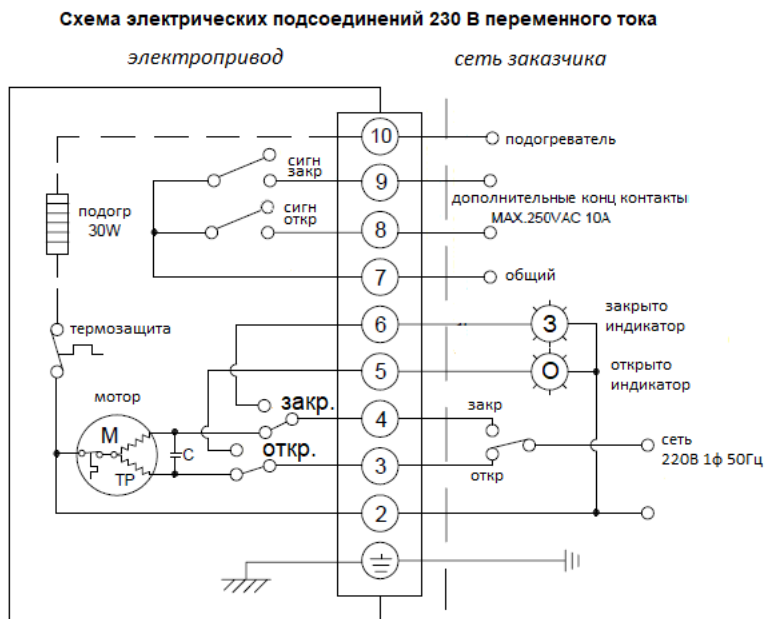 Схема электрических подсоединений 230 В переменного тока
электропривод
сеть заказчика
10
подогреватель
сигн
закр
9
дополнительные конц контакты
MAX.250VAC 10A
подогр
30W
сигн
откр
8
7
общий
закрыто
индикатор
6
З
термозащита
5
O
открыто
индикатор
мотор
закр.
4
закр
M
C
откр.
3
сеть
220В 1ф 50Гц
TP
откр
2